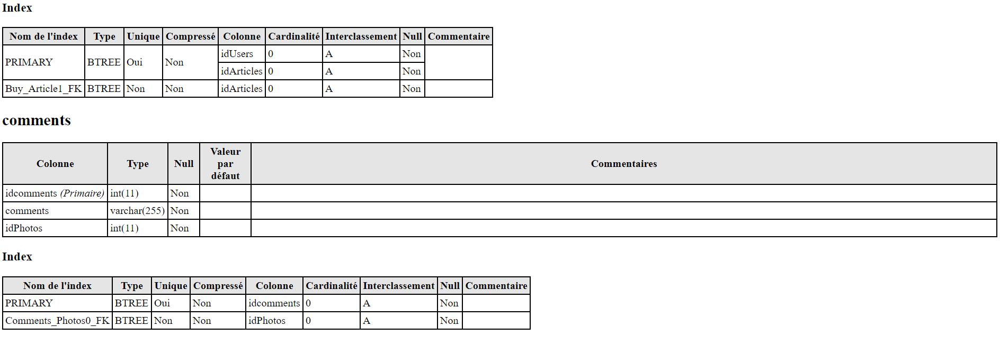 Index
Nom de l'index Type Unique Compressé Colonne Cardinalité Interclassement Null Commentaire
PRIMARY BTREE Oui Non idUsers 0 A Non
idArticles 0 A Non
Buy_Article1_FK BTREE Non Non idArticles 0 A Non
comments
Colonne Type Null Valeur par défaut Commentaires
idcomments (Primaire) int(11) Non
comments varchar(255) Non
idPhotos int(11) Non
Index
Nom de l'index Type Unique Compressé Colonne Cardinalité Interclassement Null Commentaire
PRIMARY BTREE Oui Non idcomments 0 A Non
Comments_Photos0_FK BTREE Non Non idPhotos 0 A Non